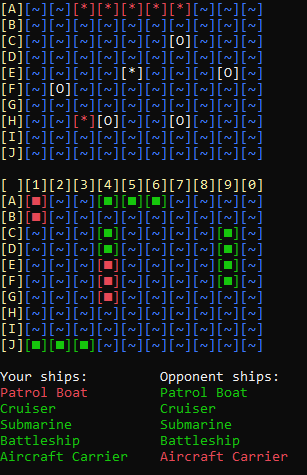 [A][~][~][*][*][*][*][*][~][~][~]
[B][~][~][~][~][~][~][~][~][~][~]
[C][~][~][~][~][~][~][O][~][~][~]
[D][~][~][~][~][~][~][~][~][~][~]
[E][~][~][~][~][*][~][~][~][O][~]
[F][~][O][~][~][~][~][~][~][~][~]
[G][~][~][~][~][~][~][~][~][~][~]
[H][~][~][*][O][~][~][O][~][~][~]
[I][~][~][~][~][~][~][~][~][~][~]
[J][~][~][~][~][~][~][~][~][~][~]
[ ][1][2][3][4][5][6][7][8][9][0]
[A][■][~][~][■][■][■][~][~][~][~]
[B][■][~][~][~][~][~][~][~][~][~]
[C][~][~][~][■][~][~][~][~][■][~]
[D][~][~][~][■][~][~][~][~][■][~]
[E][~][~][~][■][~][~][~][~][■][~]
[F][~][~][~][■][~][~][~][~][■][~]
[G][~][~][~][■][~][~][~][~][~][~]
[H][~][~][~][~][~][~][~][~][~][~]
[I][~][~][~][~][~][~][~][~][~][~]
[J][■][■][■][~][~][~][~][~][~][~]
Your ships: Opponent ships:
Patrol Boat Patrol Boat
Cruiser Cruiser
Submarine Submarine
Battleship Battleship
Aircraft Carrier Aircraft Carrier